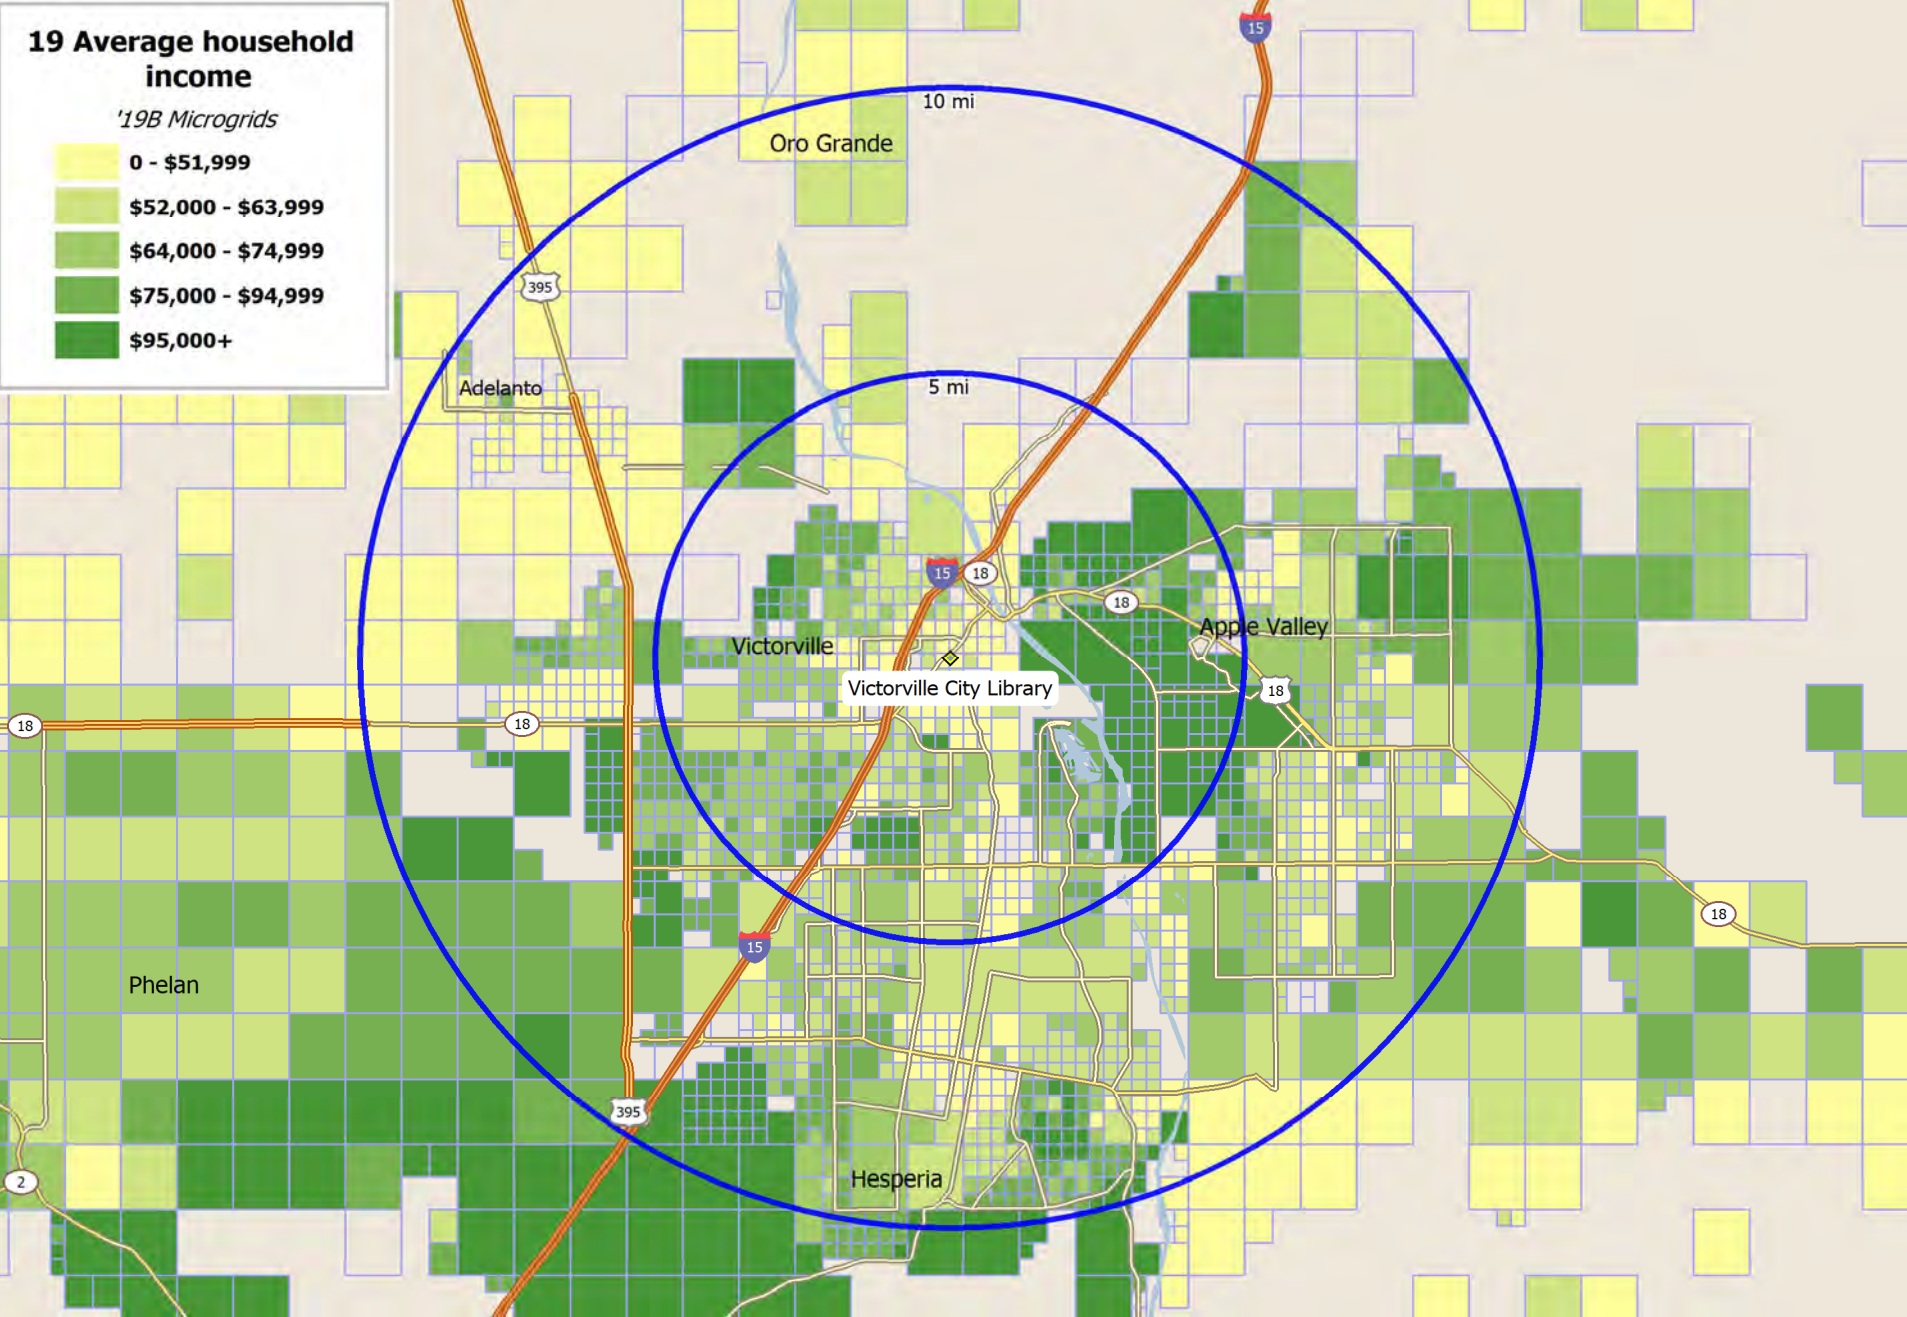 19 Average household
income
'19B Microgrids
0 - $51,999
$52,000 - $63,999
$64,000 - $74,999
$75,000 - $94,999
$95,000+
15
10 mi
Oro Grande
395
5 mi
Adelanto
15
18
18
Apple Valley
Victorville
Victorville City Library
18
18
18
18
15
Phelan
395
2
Hesperia